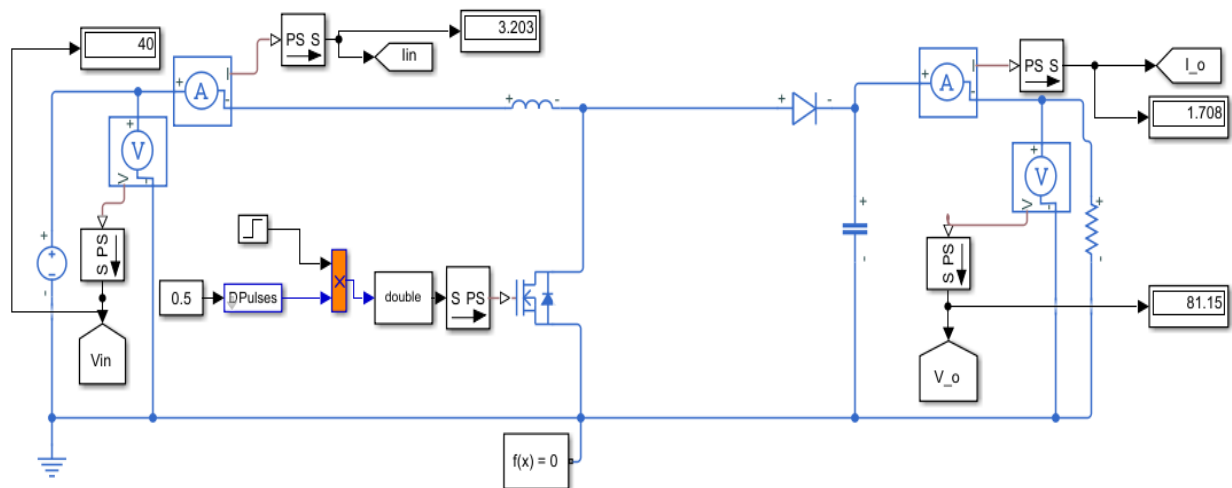 40
PS S
Iin
3.203
A
V
V
S PS
Vin
0.5
DPulses
X
double
S PS
f(x) = 0
A
PS S
I_o
1.708
V
V
S PS
81.15
V_o